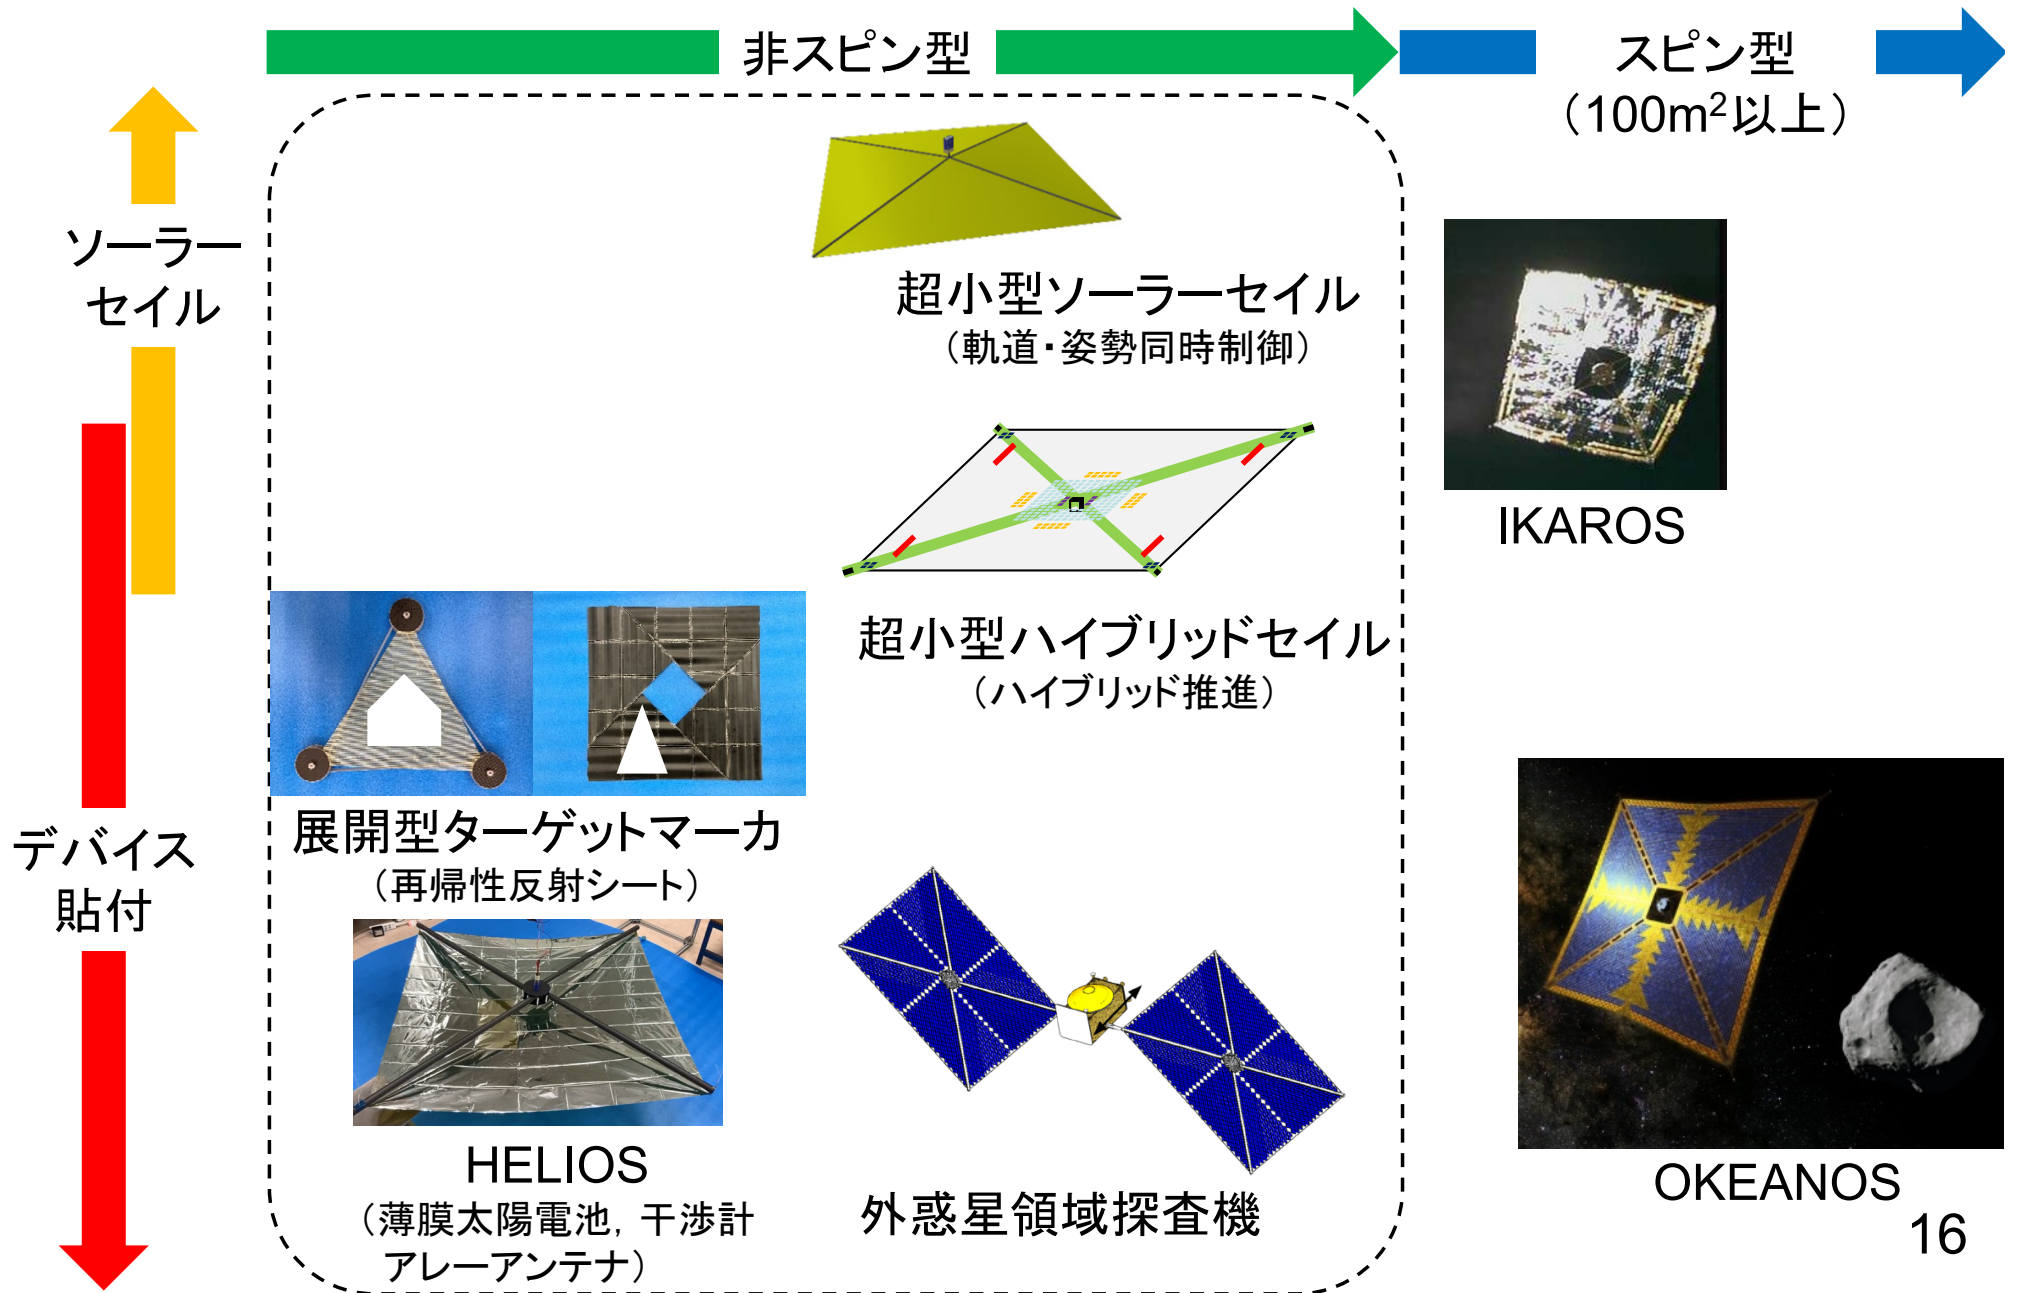 非スピン型
スピン型
（100m²以上）
ソーラー
セイル
超小型ソーラーセイル
（軌道・姿勢同時制御）
IKAROS
超小型ハイブリッドセイル
（ハイブリッド推進）
デバイス
貼付
展開型ターゲットマーカ
（再帰性反射シート）
HELIOS
（薄膜太陽電池, 干渉計
アレーアンテナ）
外惑星領域探査機
OKEANOS
16